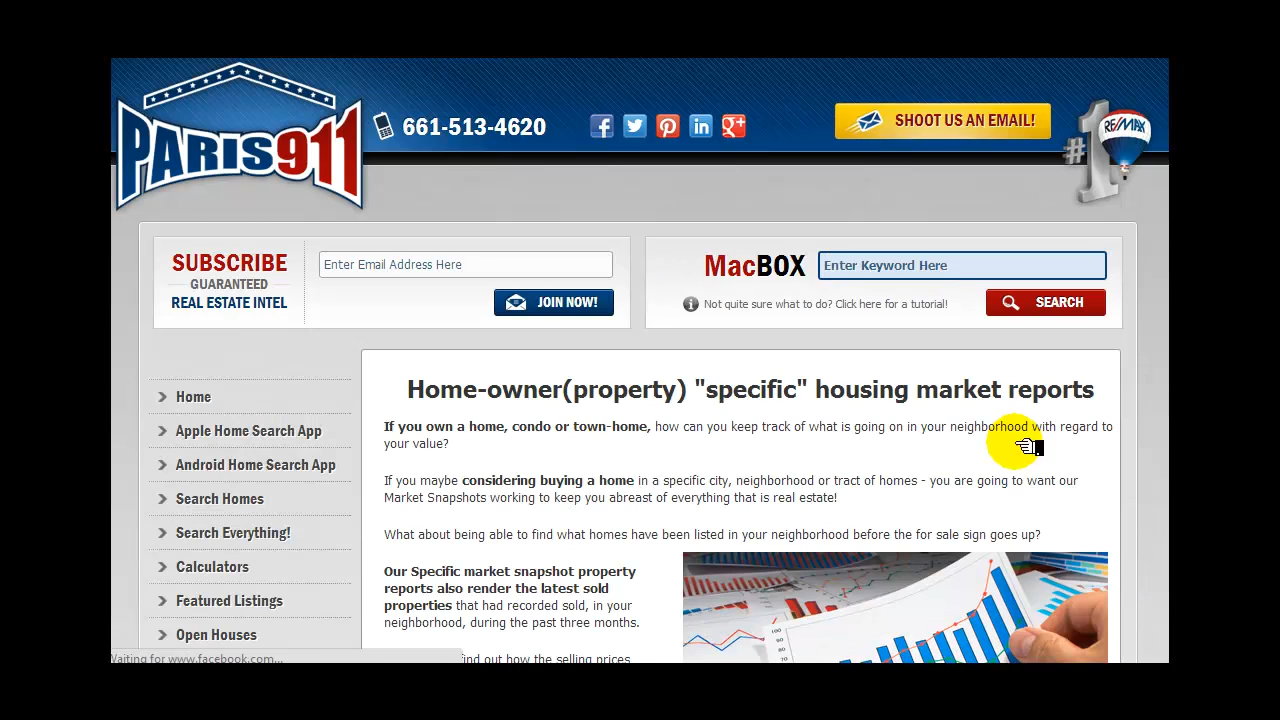 PARIS911
661-513-4620
SHOOT US AN EMAIL!
#1
RE/MAX
SUBSCRIBE
GUARANTEED
REAL ESTATE INTEL
Enter Email Address Here
JOIN NOW!
MacBOX
Enter Keyword Here
Not quite sure what to do? Click here for a tutorial!
SEARCH
Home
Apple Home Search App
Android Home Search App
Search Homes
Search Everything!
Calculators
Featured Listings
Open Houses
Home-owner(property) "specific" housing market reports
If you own a home, condo or town-home, how can you keep track of what is going on in your neighborhood with regard to
your value?
If you maybe considering buying a home in a specific city, neighborhood or tract of homes - you are going to want our
Market Snapshots working to keep you abreast of everything that is real estate!
What about being able to find what homes have been listed in your neighborhood before the for sale sign goes up?
Our Specific market snapshot property
reports also render the latest sold
properties that had recorded sold, in your
neighborhood, during the past three months.
find out how the selling prices
Waiting for www.facebook.com...